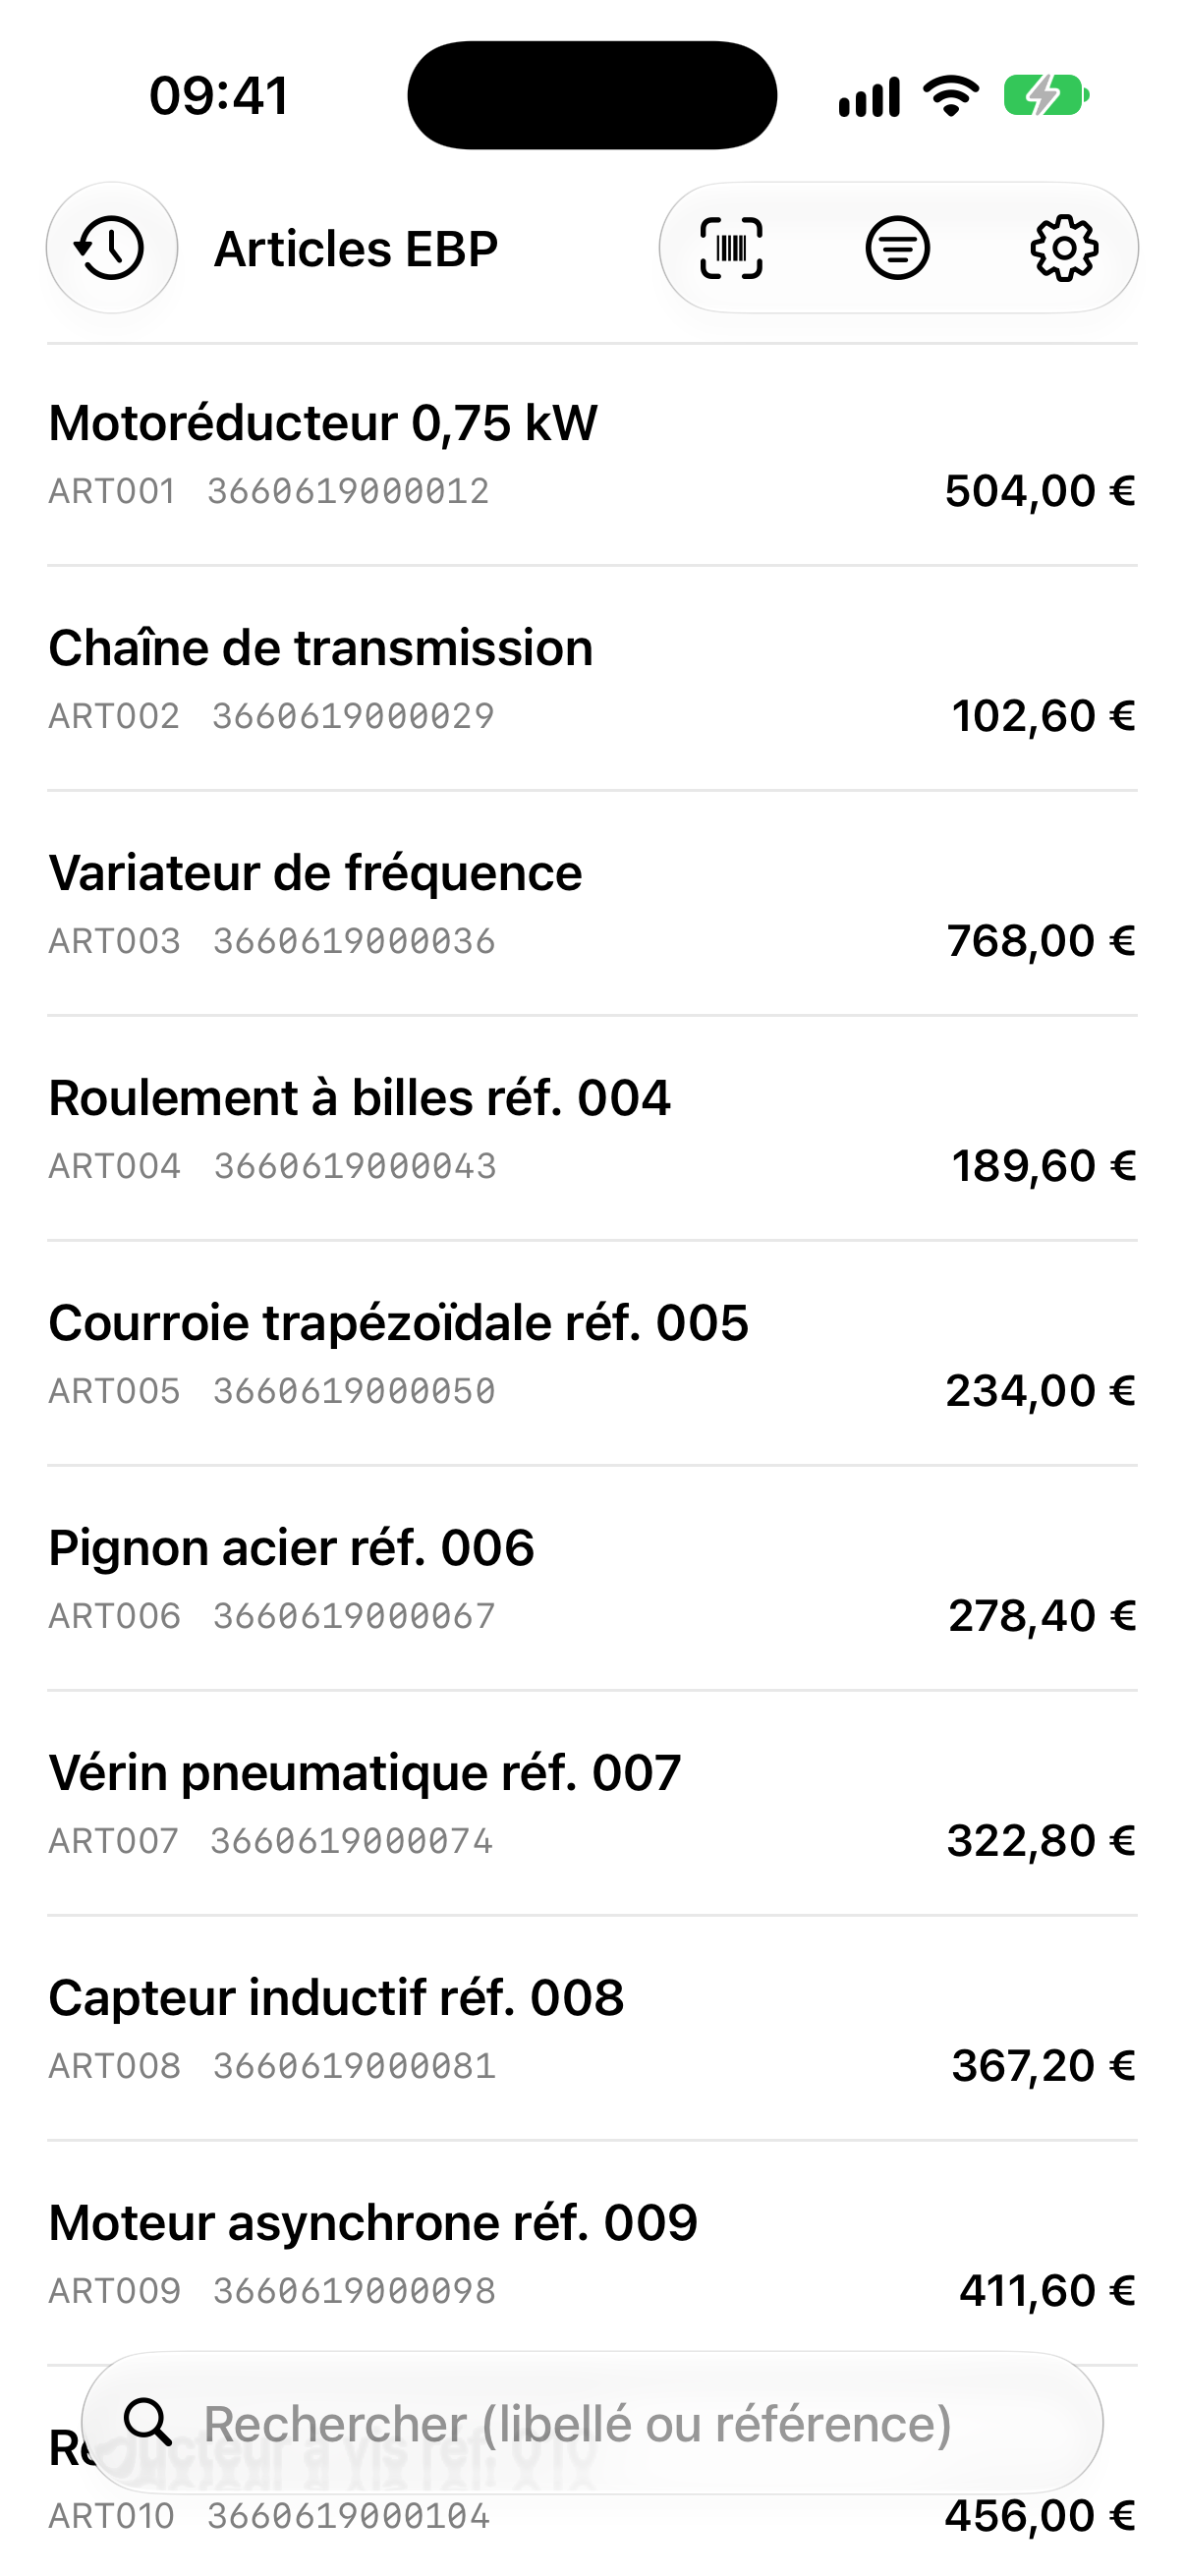 09:41
Articles EBP
Motoréducteur 0,75 kW
ART001 3660619000012 504,00 €
Chaîne de transmission
ART002 3660619000029 102,60 €
Variateur de fréquence
ART003 3660619000036 768,00 €
Roulement à billes réf. 004
ART004 3660619000043 189,60 €
Courroie trapézoïdale réf. 005
ART005 3660619000050 234,00 €
Pignon acier réf. 006
ART006 3660619000067 278,40 €
Vérin pneumatique réf. 007
ART007 3660619000074 322,80 €
Capteur inductif réf. 008
ART008 3660619000081 367,20 €
Moteur asynchrone réf. 009
ART009 3660619000098 411,60 €
Rechercher (libellé ou référence)
Réducteur à vis réf. 010
ART010 3660619000104 456,00 €